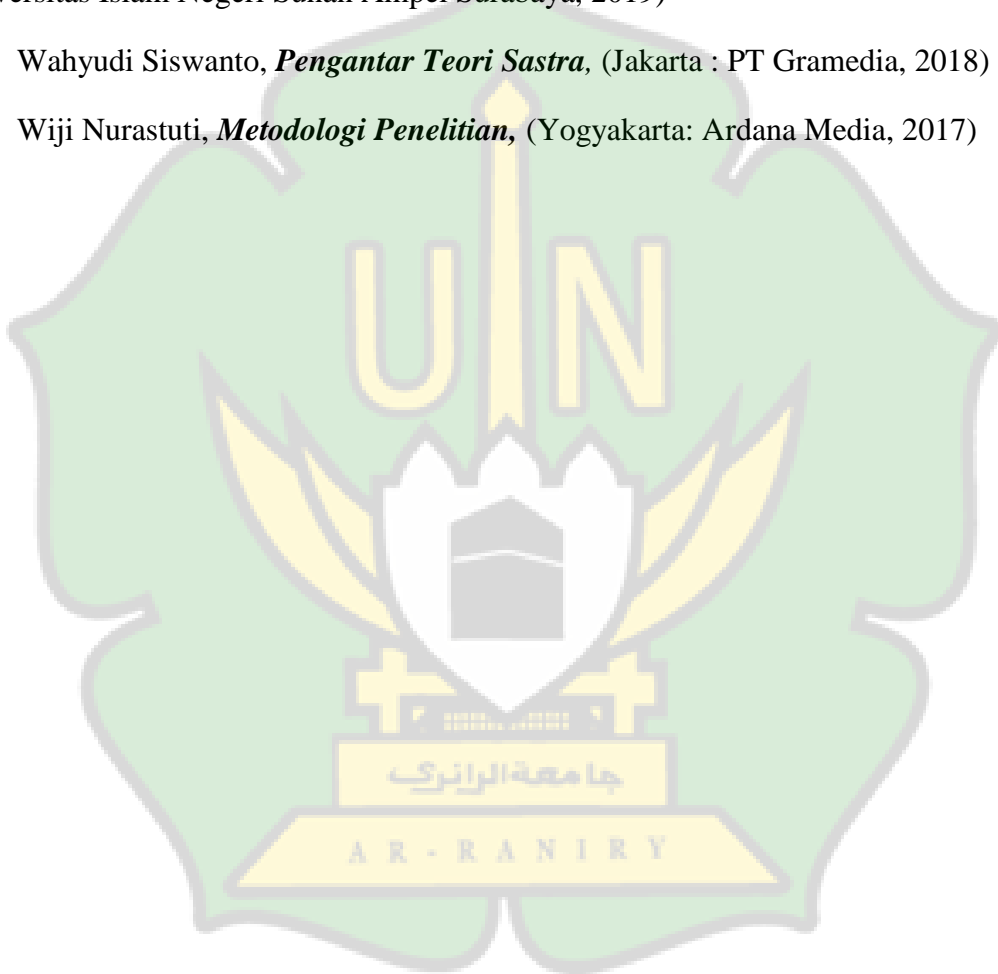 Islam Negeri Sunan Ampel Surabaya, 2019)
Wahyudi Siswanto, Pengantar Teori Sastra, (Jakarta : PT Gramedia, 2018)
Wiji Nurastuti, Metodologi Penelitian, (Yogyakarta: Ardana Media, 2017)
UIN
جامعة الرانري
AR-RANIRY